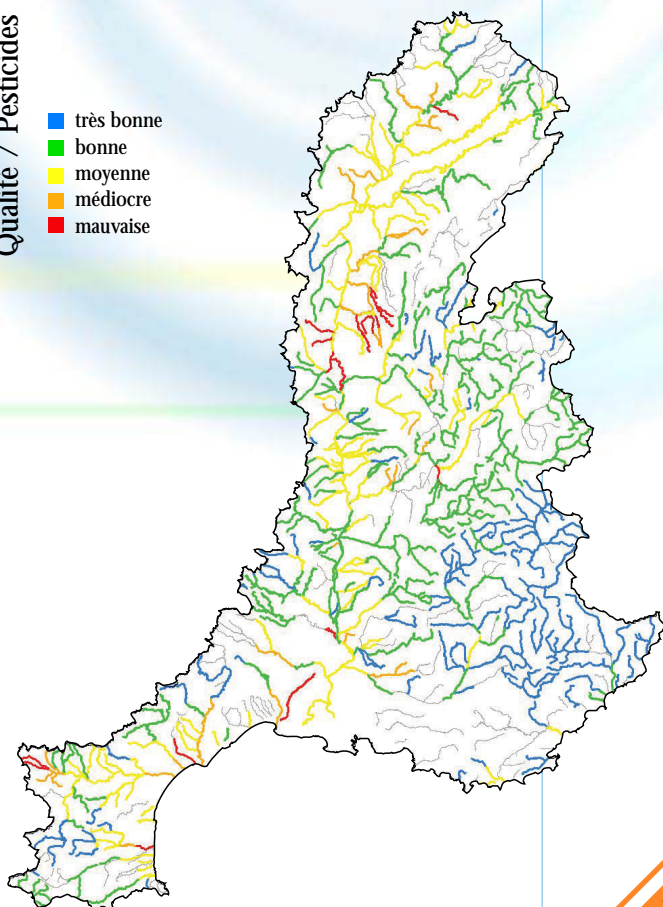 Qualité / Pesticides
très bonne
bonne
moyenne
médiocre
mauvaise